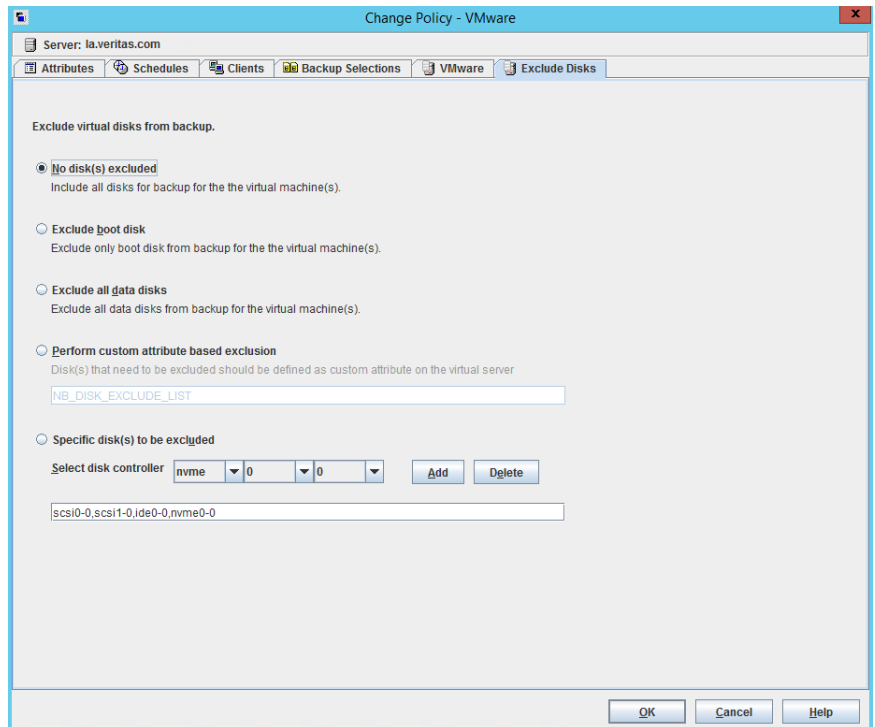 Change Policy - VMware
x
Server: la.veritas.com
Attributes Schedules Clients Backup Selections VMware Exclude Disks
Exclude virtual disks from backup.
No disk(s) excluded
Include all disks for backup for the the virtual machine(s).
Exclude boot disk
Exclude only boot disk from backup for the the virtual machine(s).
Exclude all data disks
Exclude all data disks from backup for the virtual machine(s).
Perform custom attribute based exclusion
Disk(s) that need to be excluded should be defined as custom attribute on the virtual server
NB_DISK_EXCLUDE_LIST
Specific disk(s) to be excluded
Select disk controller nvme 0 0 Add Delete
scsi0-0,scsi1-0,ide0-0,nvme0-0
OK Cancel Help